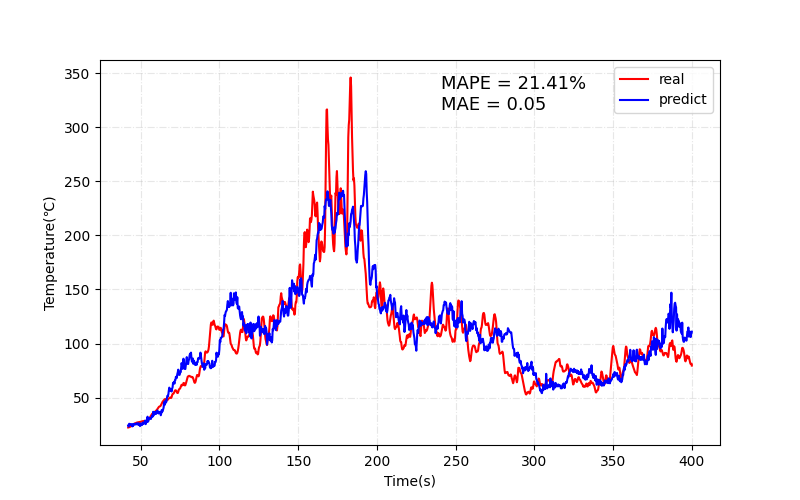 MAPE = 21.41%
MAE = 0.05
real
predict
Temperature(℃)
350
300
250
200
150
100
50
50 100 150 200 250 300 350 400
Time(s)